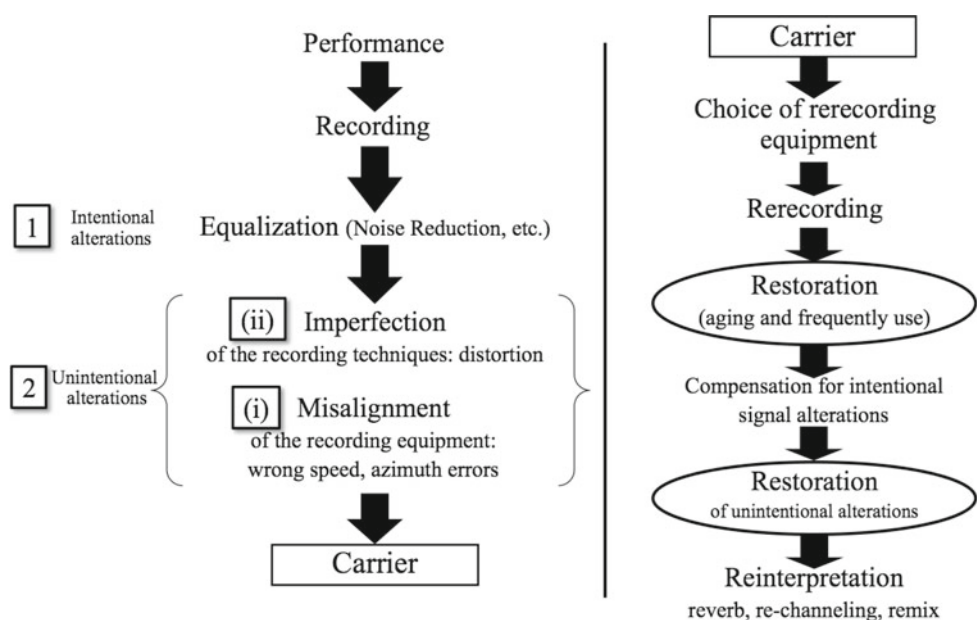 Performance
Recording
1
Intentional
alterations
Equalization (Noise Reduction, etc.)
2
Unintentional
alterations
(ii) Imperfection
of the recording techniques: distortion
(i) Misalignment
of the recording equipment:
wrong speed, azimuth errors
Carrier
Carrier
Choice of rerecording
equipment
Rerecording
Restoration
(aging and frequently use)
Compensation for intentional
signal alterations
Restoration
of unintentional alterations
Reinterpretation
reverb, re-channeling, remix